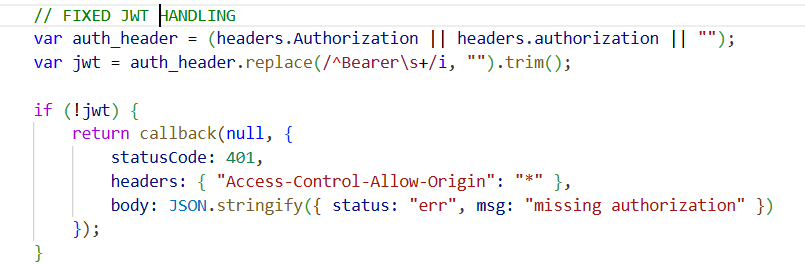 // FIXED JWT HANDLING
var auth_header = (headers.Authorization || headers.authorization || "");
var jwt = auth_header.replace(/^Bearer\s+/i, "").trim();
if (!jwt) {
return callback(null, {
statusCode: 401,
headers: { "Access-Control-Allow-Origin": "*" },
body: JSON.stringify({ status: "err", msg: "missing authorization" })
});
}